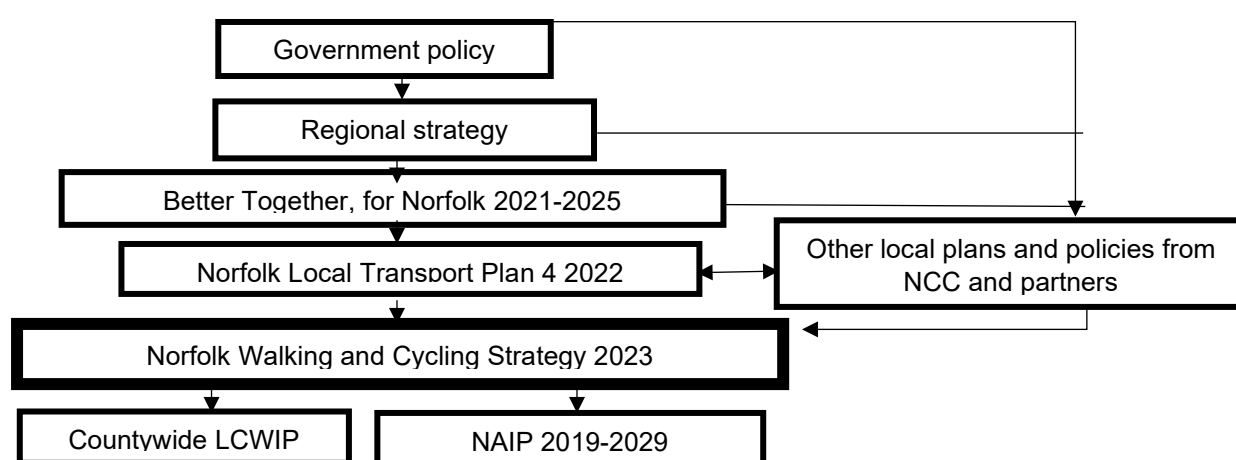 Government policy
Regional strategy
Better Together, for Norfolk 2021-2025
Norfolk Local Transport Plan 4 2022
Other local plans and policies from
NCC and partners
Norfolk Walking and Cycling Strategy 2023
Countywide LCWIP
NAIP 2019-2029